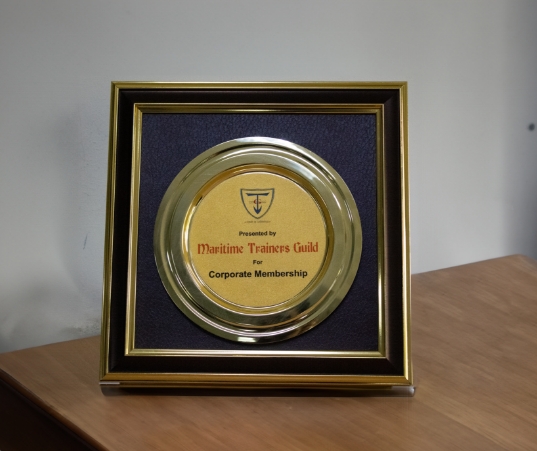 Presented by
Maritime Trainers Guild
For
Corporate Membership